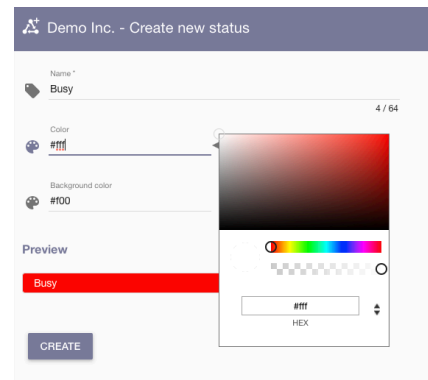 Demo Inc. - Create new status
Name *
Busy
4 / 64
Color
#fff
Background color
#f00
Preview
Busy
#fff
HEX
CREATE